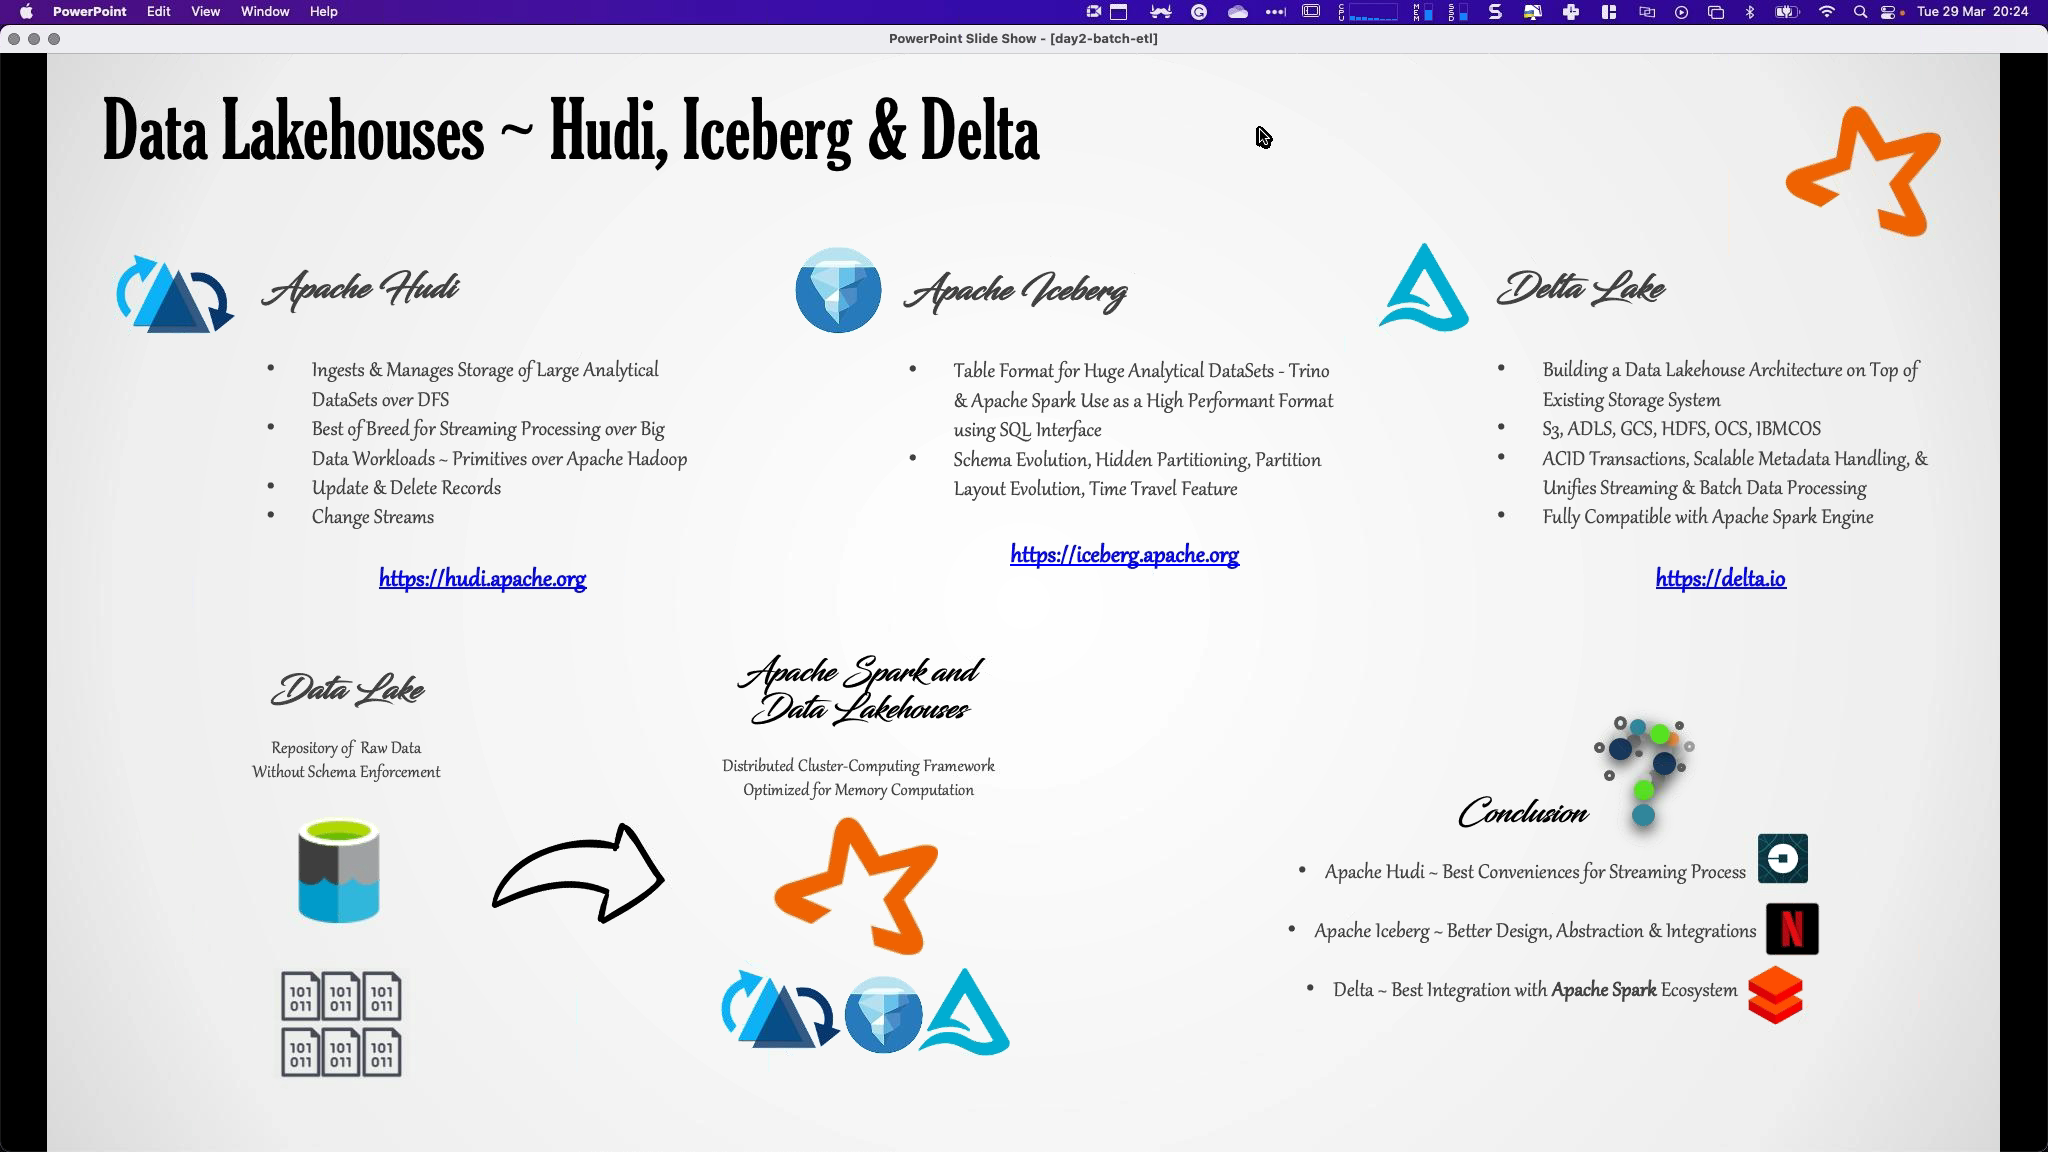 PowerPoint Edit View Window Help
Tue 29 Mar 20:24
PowerPoint Slide Show - [day2-batch-etl]
Data Lakehouses ~ Hudi, Iceberg & Delta
Apache Hudi
• Ingests & Manages Storage of Large Analytical
DataSets over DFS
• Best of Breed for Streaming Processing over Big
Data Workloads ~ Primitives over Apache Hadoop
• Update & Delete Records
• Change Streams
https://hudi.apache.org
Apache Iceberg
• Table Format for Huge Analytical DataSets - Trino
& Apache Spark Use as a High Performant Format
using SQL Interface
• Schema Evolution, Hidden Partitioning, Partition
Layout Evolution, Time Travel Feature
https://iceberg.apache.org
Delta Lake
• Building a Data Lakehouse Architecture on Top of
Existing Storage System
• S3, ADLS, GCS, HDFS, OCS, IBMCOS
• ACID Transactions, Scalable Metadata Handling, &
Unifies Streaming & Batch Data Processing
• Fully Compatible with Apache Spark Engine
https://delta.io
Data Lake
Repository of Raw Data
Without Schema Enforcement
101 101 101
011 011 011
101 101 101
011 011 011
Apache Spark and
Data Lakehouses
Distributed Cluster-Computing Framework
Optimized for Memory Computation
Conclusion
• Apache Hudi ~ Best Conveniences for Streaming Process
• Apache Iceberg ~ Better Design, Abstraction & Integrations
N
• Delta ~ Best Integration with Apache Spark Ecosystem